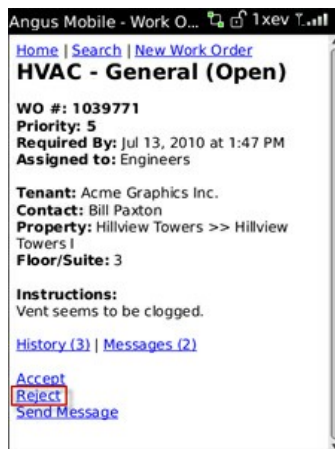 Angus Mobile - Work O... 1xev
Home | Search | New Work Order
HVAC - General (Open)
WO #: 1039771
Priority: 5
Required By: Jul 13, 2010 at 1:47 PM
Assigned to: Engineers
Tenant: Acme Graphics Inc.
Contact: Bill Paxton
Property: Hillview Towers >> Hillview
Towers I
Floor/Suite: 3
Instructions:
Vent seems to be clogged.
History (3) | Messages (2)
Accept
Reject
Send Message